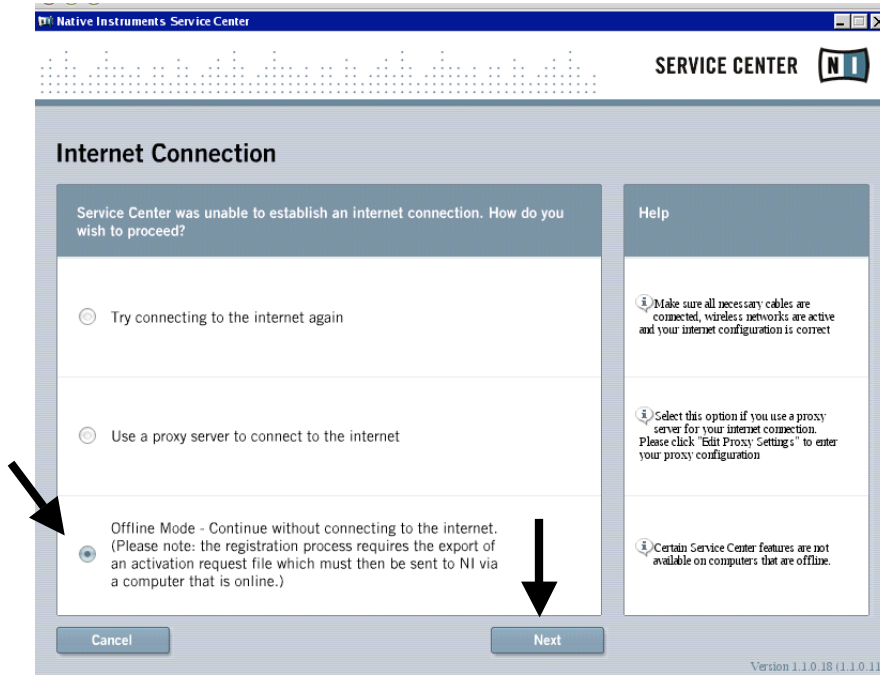 Native Instruments Service Center
SERVICE CENTER
NI
Internet Connection
Service Center was unable to establish an internet connection. How do you
wish to proceed?
Help
Try connecting to the internet again
Make sure all necessary cables are
connected, wireless networks are active
and your internet configuration is correct
Use a proxy server to connect to the internet
Select this option if you use a proxy
server for your internet connection.
Please click "Edit Proxy Settings" to enter
your proxy configuration
Offline Mode - Continue without connecting to the internet.
(Please note: the registration process requires the export of
an activation request file which must then be sent to NI via
a computer that is online.)
Certain Service Center features are not
available on computers that are offline.
Cancel
Next
Version 1.1.0.18 (1.1.0.11